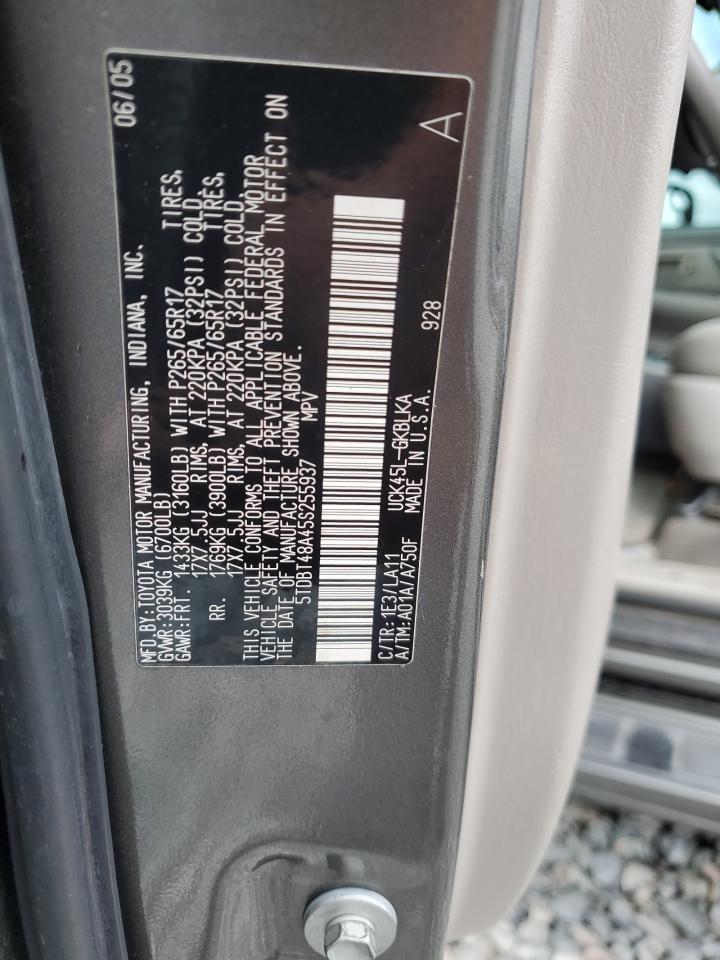 MFD.BY:TOYOTA MOTOR MANUFACTURING, INDIANA, INC. 06/05
GVWR:3039KG (6700LB)
GAWR:FRT. 1433KG (3160LB) WITH P265/65R17 TIRES,
17X7.5JJ RIMS, AT 220KPA (32PSI) COLD.
RR. 1769KG (3900LB) WITH P265/65R17 TIRES,
17X7.5JJ RIMS, AT 220KPA (32PSI) COLD.
THIS VEHICLE CONFORMS TO ALL APPLICABLE FEDERAL MOTOR
VEHICLE SAFETY AND THEFT PREVENTION STANDARDS IN EFFECT ON
THE DATE OF MANUFACTURE SHOWN ABOVE.
5TDBT48A45S255937 MPV
C/TR:1E3/LA11 UCK45L-GKBLKA 928
A/TM:A01A/A750F MADE IN U.S.A. A